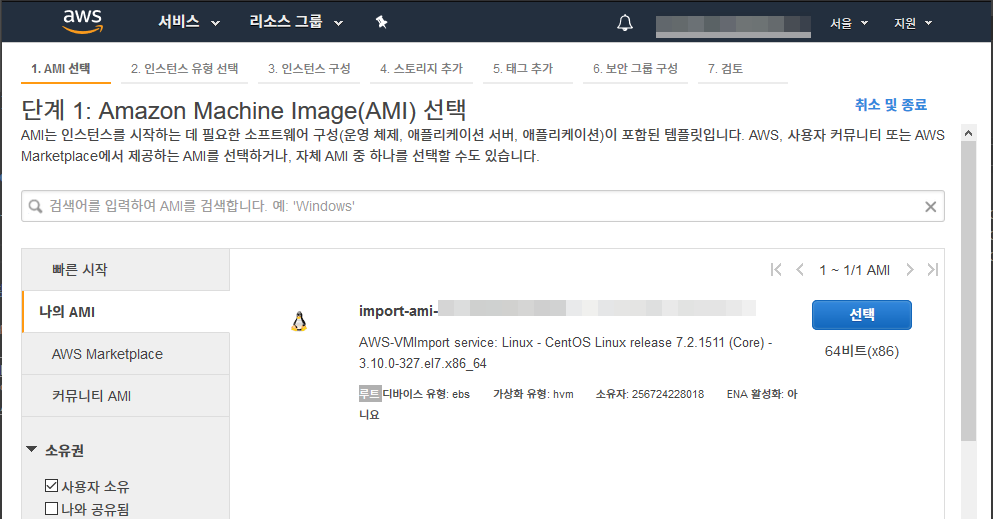 aws 서비스 리소스 그룹 서울 지원
1. AMI 선택 2. 인스턴스 유형 선택 3. 인스턴스 구성 4. 스토리지 추가 5. 태그 추가 6. 보안 그룹 구성 7. 검토
단계 1: Amazon Machine Image(AMI) 선택 취소 및 종료
AMI는 인스턴스를 시작하는 데 필요한 소프트웨어 구성(운영 체제, 애플리케이션 서버, 애플리케이션)이 포함된 템플릿입니다. AWS, 사용자 커뮤니티 또는 AWS
Marketplace에서 제공하는 AMI를 선택하거나, 자체 AMI 중 하나를 선택할 수도 있습니다.
검색어를 입력하여 AMI를 검색합니다. 예: 'Windows'
빠른 시작
나의 AMI
AWS Marketplace
커뮤니티 AMI
소유권
사용자 소유
나와 공유됨
1 ~ 1/1 AMI
import-ami-
선택
AWS-VMImport service: Linux - CentOS Linux release 7.2.1511 (Core) -
3.10.0-327.el7.x86_64
64비트(x86)
루트 디바이스 유형: ebs 가상화 유형: hvm 소유자: 256724228018 ENA 활성화: 아
니요